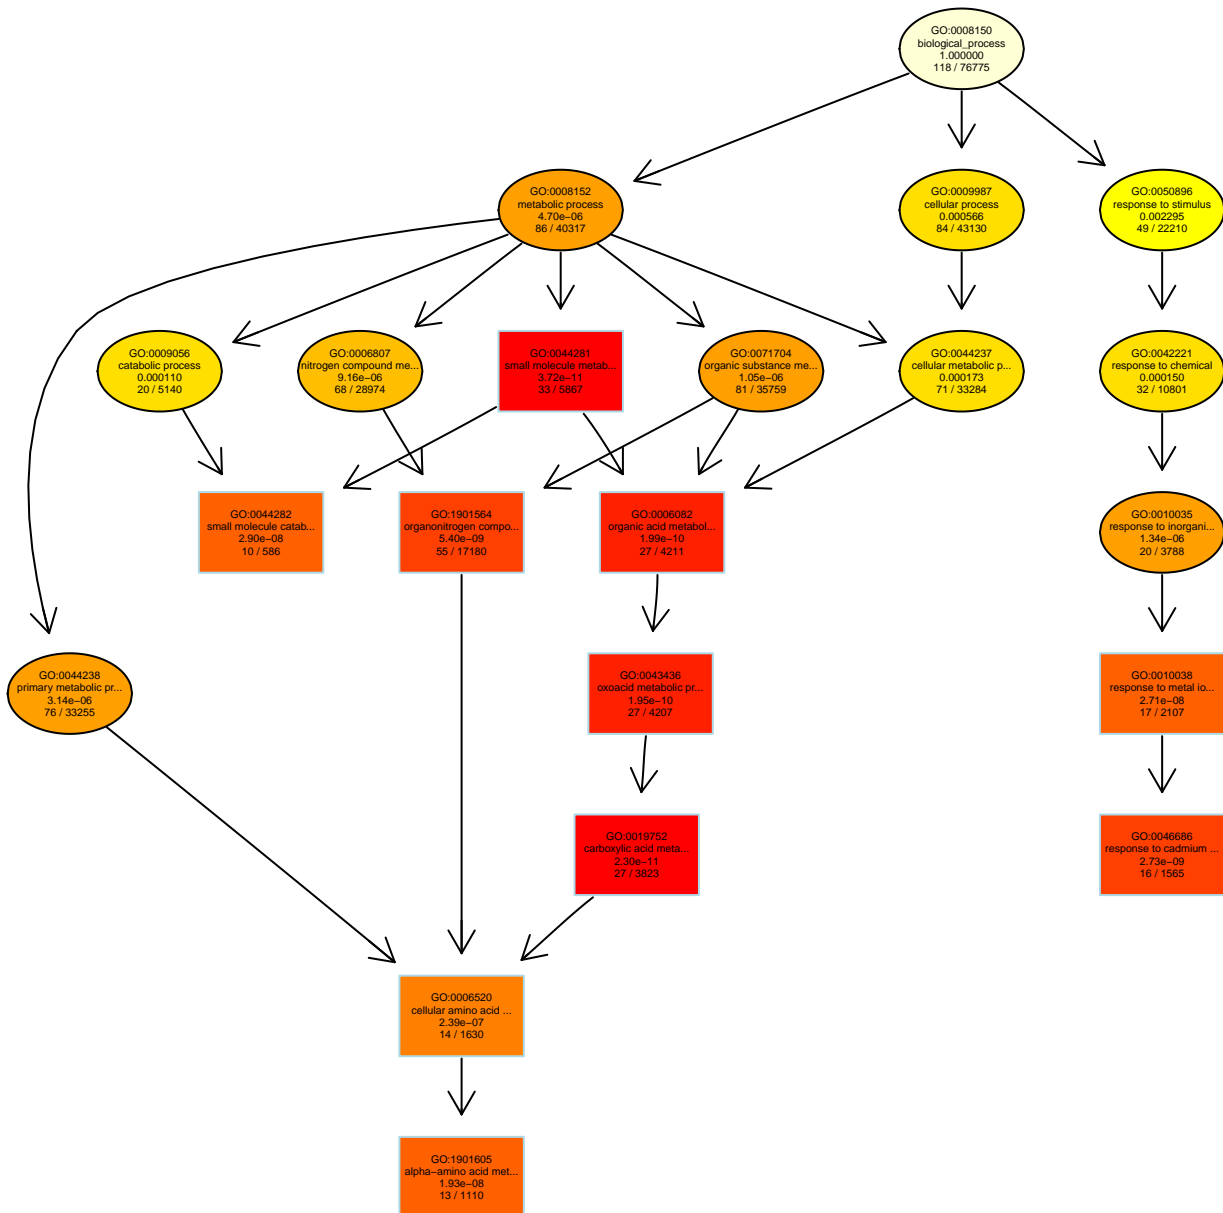 GO:0008150
biological_process
1.000000
118 / 76775
GO:0008152
metabolic process
4.70e−06
86 / 40317
GO:0009987
cellular process
0.000566
84 / 43130
GO:0050896
response to stimulus
0.002295
49 / 22210
GO:0009056
catabolic process
0.000110
20 / 5140
GO:0006807
nitrogen compound me...
9.16e−06
68 / 28974
GO:0044281
small molecule metab...
3.72e−11
33 / 5867
GO:0071704
organic substance me...
1.05e−06
81 / 35759
GO:0044237
cellular metabolic p...
0.000173
71 / 33284
GO:0042221
response to chemical
0.000150
32 / 10801
GO:0044282
small molecule catab...
2.90e−08
10 / 586
GO:1901564
organonitrogen compo...
5.40e−09
55 / 17180
GO:0006082
organic acid metabol...
1.99e−10
27 / 4211
GO:0010035
response to inorgani...
1.34e−06
20 / 3788
GO:0044238
primary metabolic pr...
3.14e−06
76 / 33255
GO:0043436
oxoacid metabolic pr...
1.95e−10
27 / 4207
GO:0010038
response to metal io...
2.71e−08
17 / 2107
GO:0019752
carboxylic acid meta...
2.30e−11
27 / 3823
GO:0046686
response to cadmium ...
2.73e−09
16 / 1565
GO:0006520
cellular amino acid ...
2.39e−07
14 / 1630
GO:1901605
alpha−amino acid met...
1.93e−08
13 / 1110